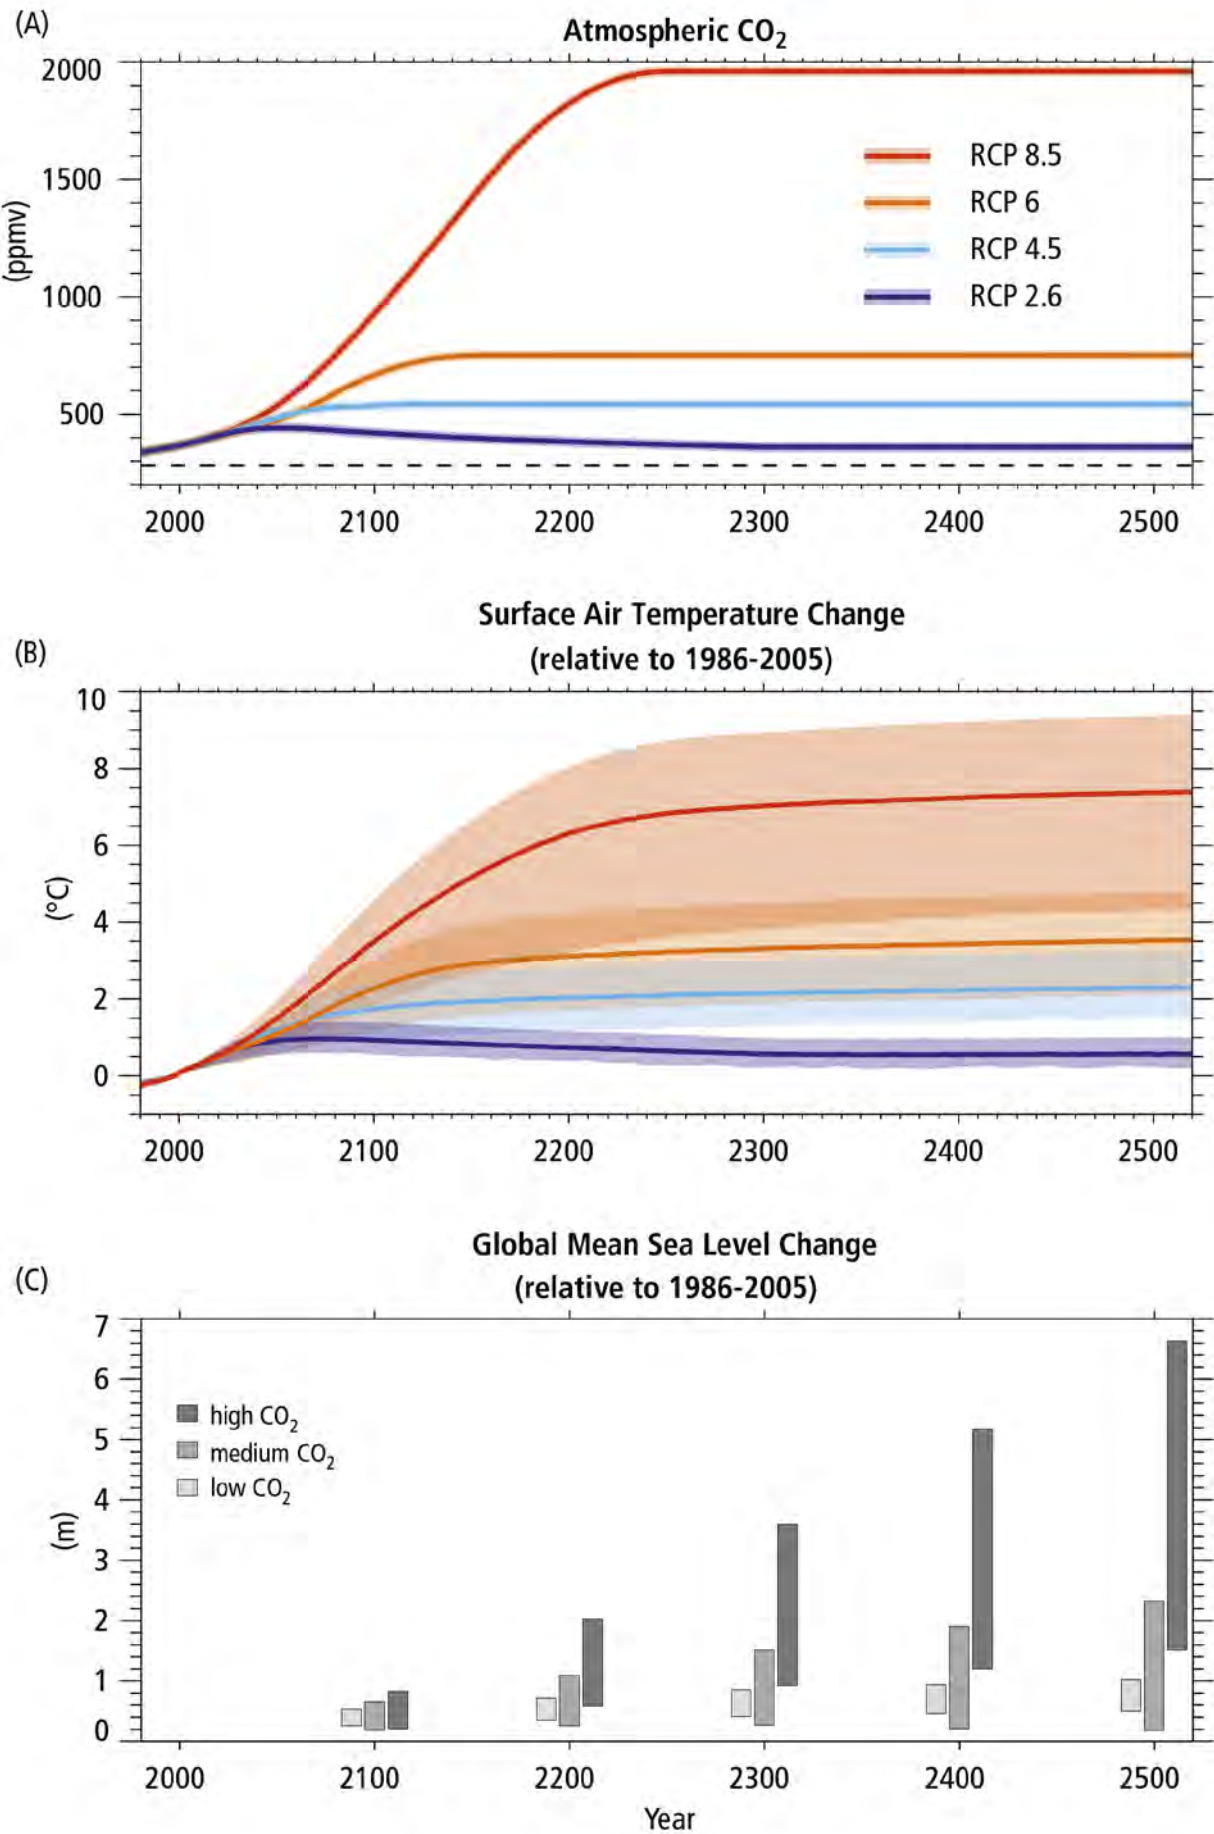 (A)
Atmospheric CO₂
2000
1500
1000
500
(ppmv)
RCP 8.5
RCP 6
RCP 4.5
RCP 2.6
2000 2100 2200 2300 2400 2500
Surface Air Temperature Change
(B)
(relative to 1986-2005)
10
8
6
4
2
0
(°C)
2000 2100 2200 2300 2400 2500
Global Mean Sea Level Change
(C)
(relative to 1986-2005)
7
6
5
4
3
2
1
0
(m)
high CO₂
medium CO₂
low CO₂
2000 2100 2200 2300 2400 2500
Year